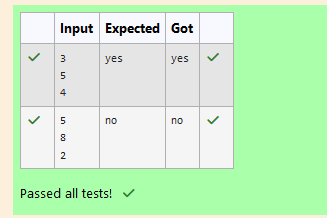 Input Expected Got
3 yes yes
5
4
5 no no
8
2
Passed all tests!